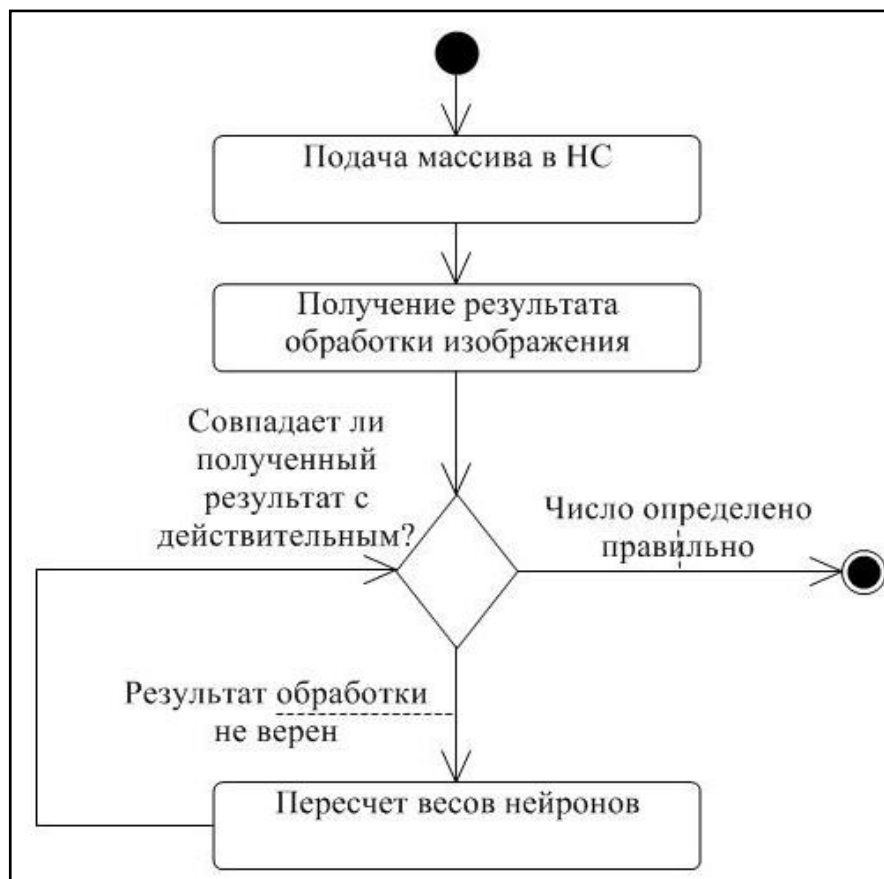 Подача массива в НС
Получение результата
обработки изображения
Совпадает ли
полученный
результат с
действительным?
Число определено
правильно
Результат обработки
не верен
Пересчет весов нейронов